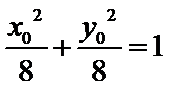 x₀²/8 + y₀²/8 = 1